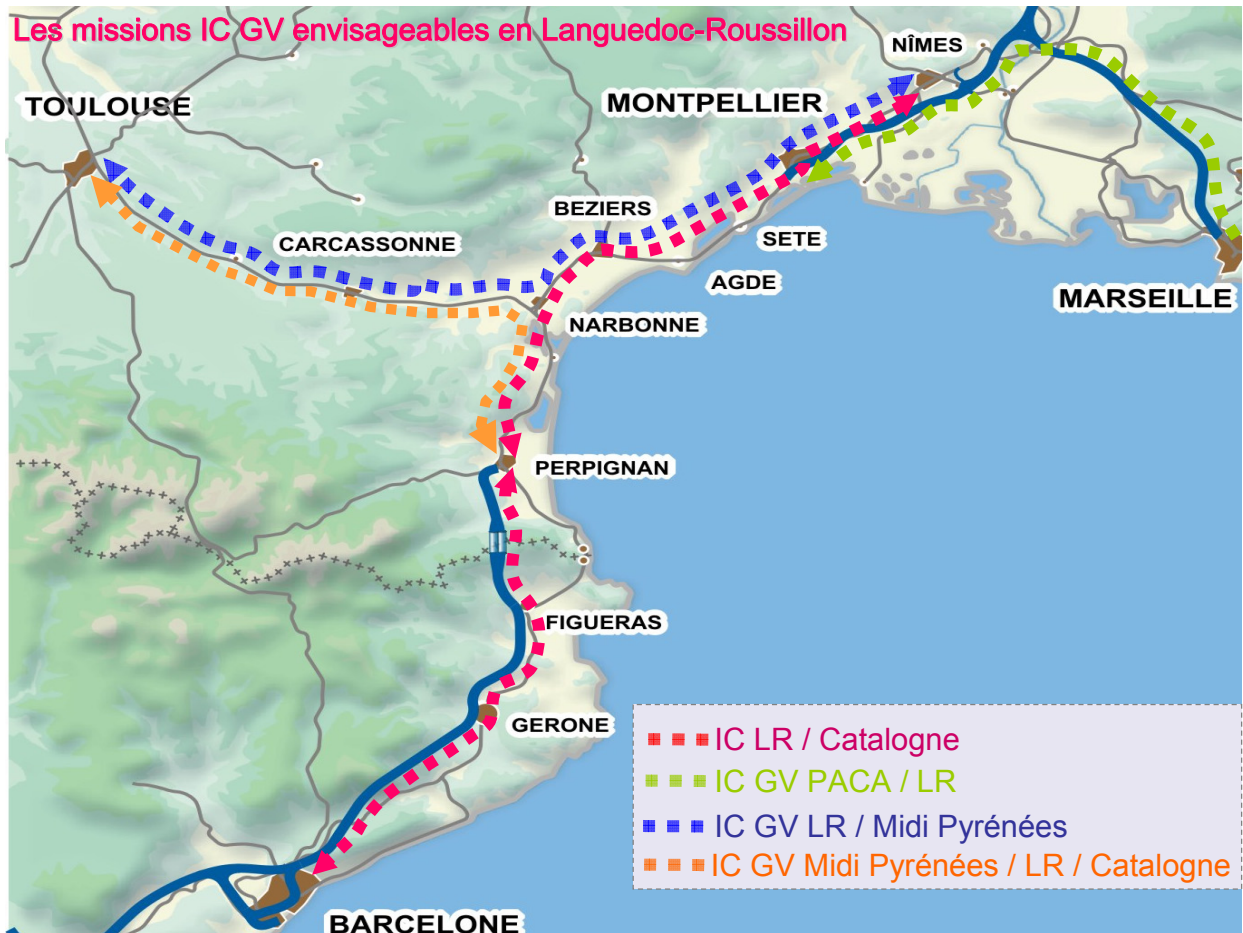 Les missions IC GV envisageables en Languedoc-Roussillon
NÎMES
TOULOUSE
MONTPELLIER
BEZIERS
CARCASSONNE
SETE
AGDE
MARSEILLE
NARBONNE
PERPIGNAN
FIGUERAS
GERONE
IC LR / Catalogne
IC GV PACA / LR
IC GV LR / Midi Pyrénées
IC GV Midi Pyrénées / LR / Catalogne
BARCELONE